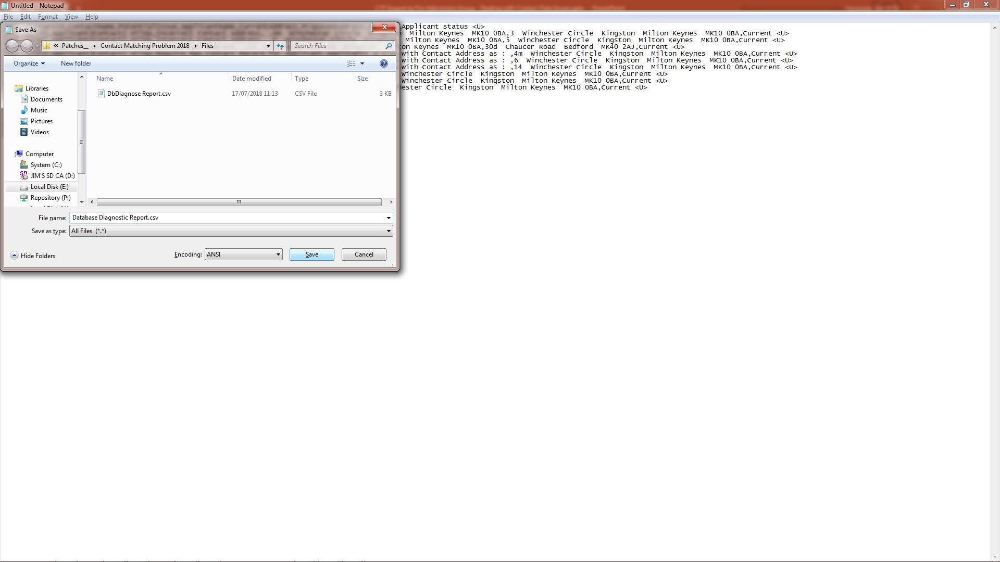 Untitled - Notepad
File Edit Format View Help
Save As
Applicant status <U>
Milton Keynes MK10 0BA,3 Winchester Circle Kingston Milton Keynes MK10 0BA,Current <U>
Milton Keynes MK10 0BA,5 Winchester Circle Kingston Milton Keynes MK10 0BA,Current <U>
Keynes MK10 0BA,30d Chaucer Road Bedford MK40 2AJ,Current <U>
with Contact Address as : ,4m Winchester Circle Kingston Milton Keynes MK10 0BA,Current <U>
with Contact Address as : ,6 Winchester Circle Kingston Milton Keynes MK10 0BA,Current <U>
with Contact Address as : ,14 Winchester Circle Kingston Milton Keynes MK10 0BA,Current <U>
Winchester Circle Kingston Milton Keynes MK10 0BA,Current <U>
Winchester Circle Kingston Milton Keynes MK10 0BA,Current <U>
Circle Kingston Milton Keynes MK10 0BA,Current <U>
« Patches__ Contact Matching Problem 2018 Files
Search Files
Organize New folder
Name Date modified Type Size
DbDiagnose Report.csv 17/07/2018 11:13 CSV File 3 KB
Libraries
Documents
Music
Pictures
Videos
Computer
System (C:)
JIM'S SD CA (D:)
Local Disk (E:)
Repository (P:)
File name: Database Diagnostic Report.csv
Save as type: All Files (*.*)
Hide Folders
Encoding: ANSI
Save
Cancel